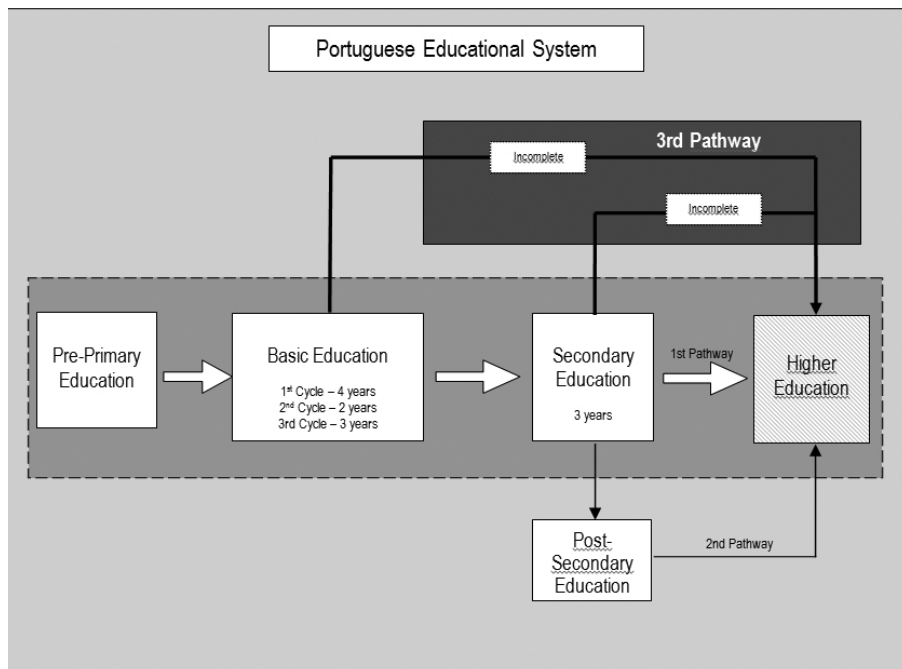 Portuguese Educational System
3rd Pathway
Incomplete
Incomplete
Pre-Primary
Education
Basic Education
1st Cycle – 4 years
2nd Cycle – 2 years
3rd Cycle – 3 years
Secondary
Education
3 years
1st Pathway
Higher
Education
Post-
Secondary
Education
2nd Pathway